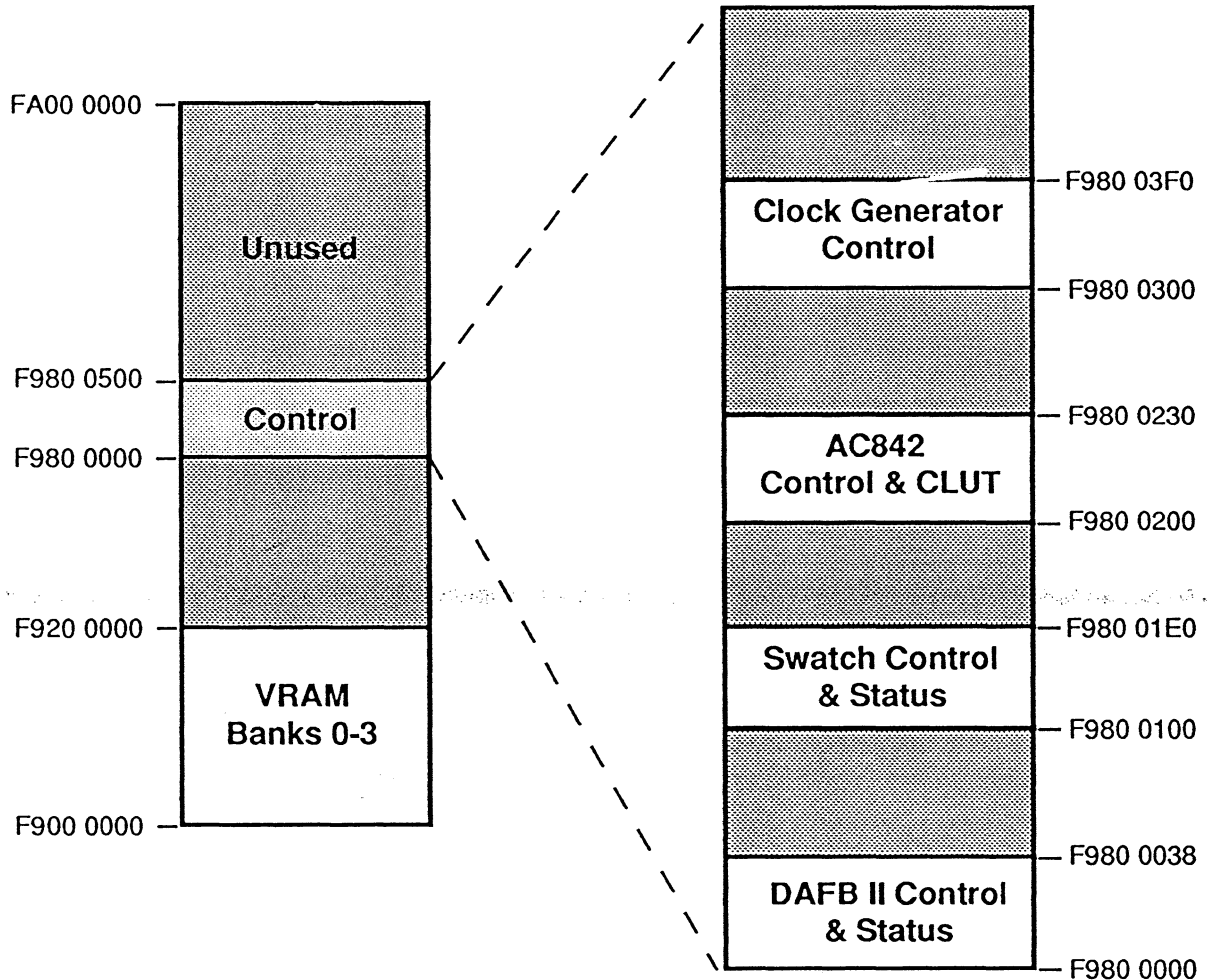 FA00 0000
Unused
F980 0500
Control
F980 0000
F920 0000
VRAM
Banks 0-3
F900 0000
F980 03F0
Clock Generator
Control
F980 0300
F980 0230
AC842
Control & CLUT
F980 0200
F980 01E0
Swatch Control
& Status
F980 0100
F980 0038
DAFB II Control
& Status
F980 0000